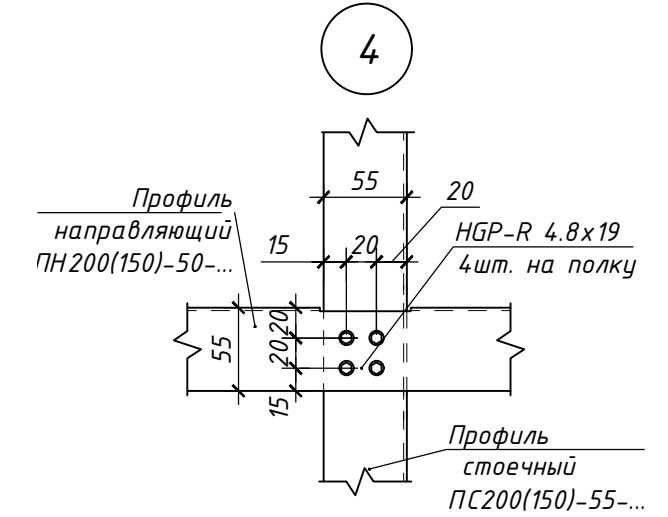 4
55
20
Профиль
направляющий
ПН200(150)-50-...
15
20
HGP-R 4.8x19
4шт. на полку
20
55
20
15
Профиль
стоечный
ПС200(150)-55-...